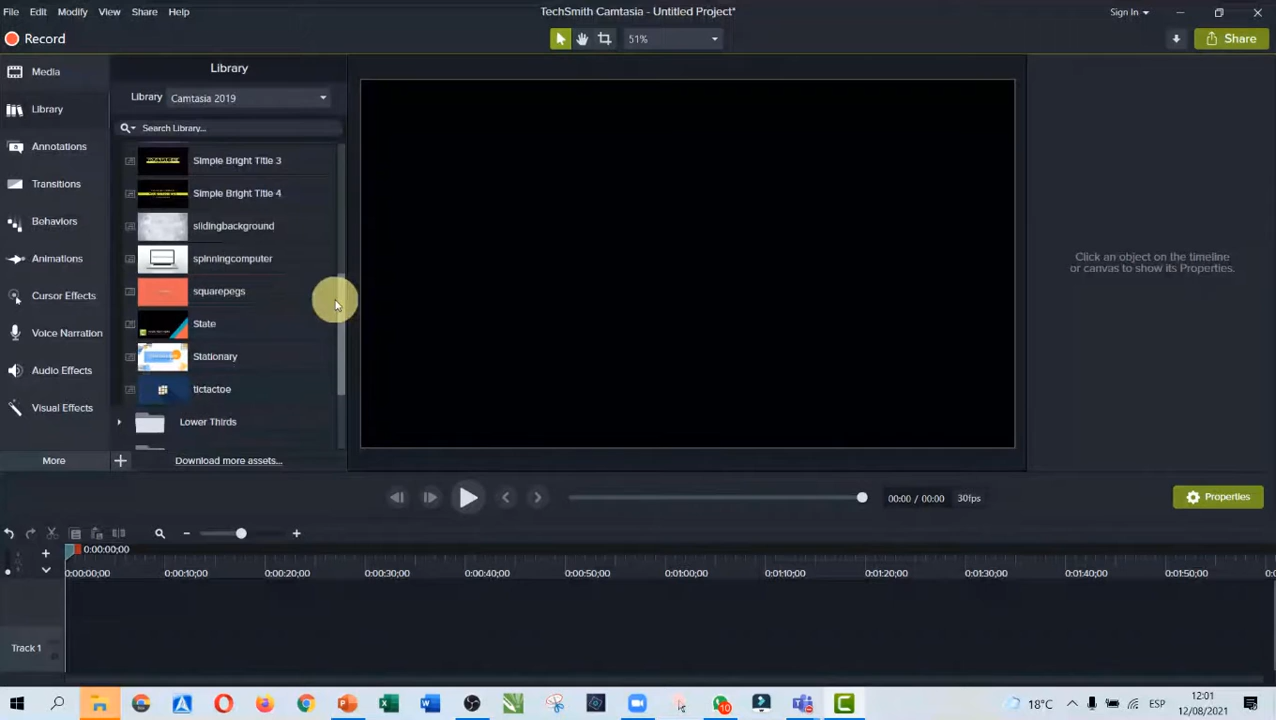 File Edit Modify View Share Help
TechSmith Camtasia - Untitled Project*
Sign In
Record
51%
Share
Media
Library
Annotations
Transitions
Behaviors
Animations
Cursor Effects
Voice Narration
Audio Effects
Visual Effects
More
Library
Library Camtasia 2019
Search Library...
Simple Bright Title 3
Simple Bright Title 4
slidingbackground
spinningcomputer
squarepegs
State
Stationary
tictactoe
Lower Thirds
Download more assets...
Click an object on the timeline
or canvas to show its Properties.
00:00 / 00:00 30fps
Properties
0:00:00;00
0:00:00;00 0:00:10;00 0:00:20;00 0:00:30;00 0:00:40;00 0:00:50;00 0:01:00;00 0:01:10;00 0:01:20;00 0:01:30;00 0:01:40;00 0:01:50;00
Track 1
10
18°C
ESP
12:01
12/08/2021